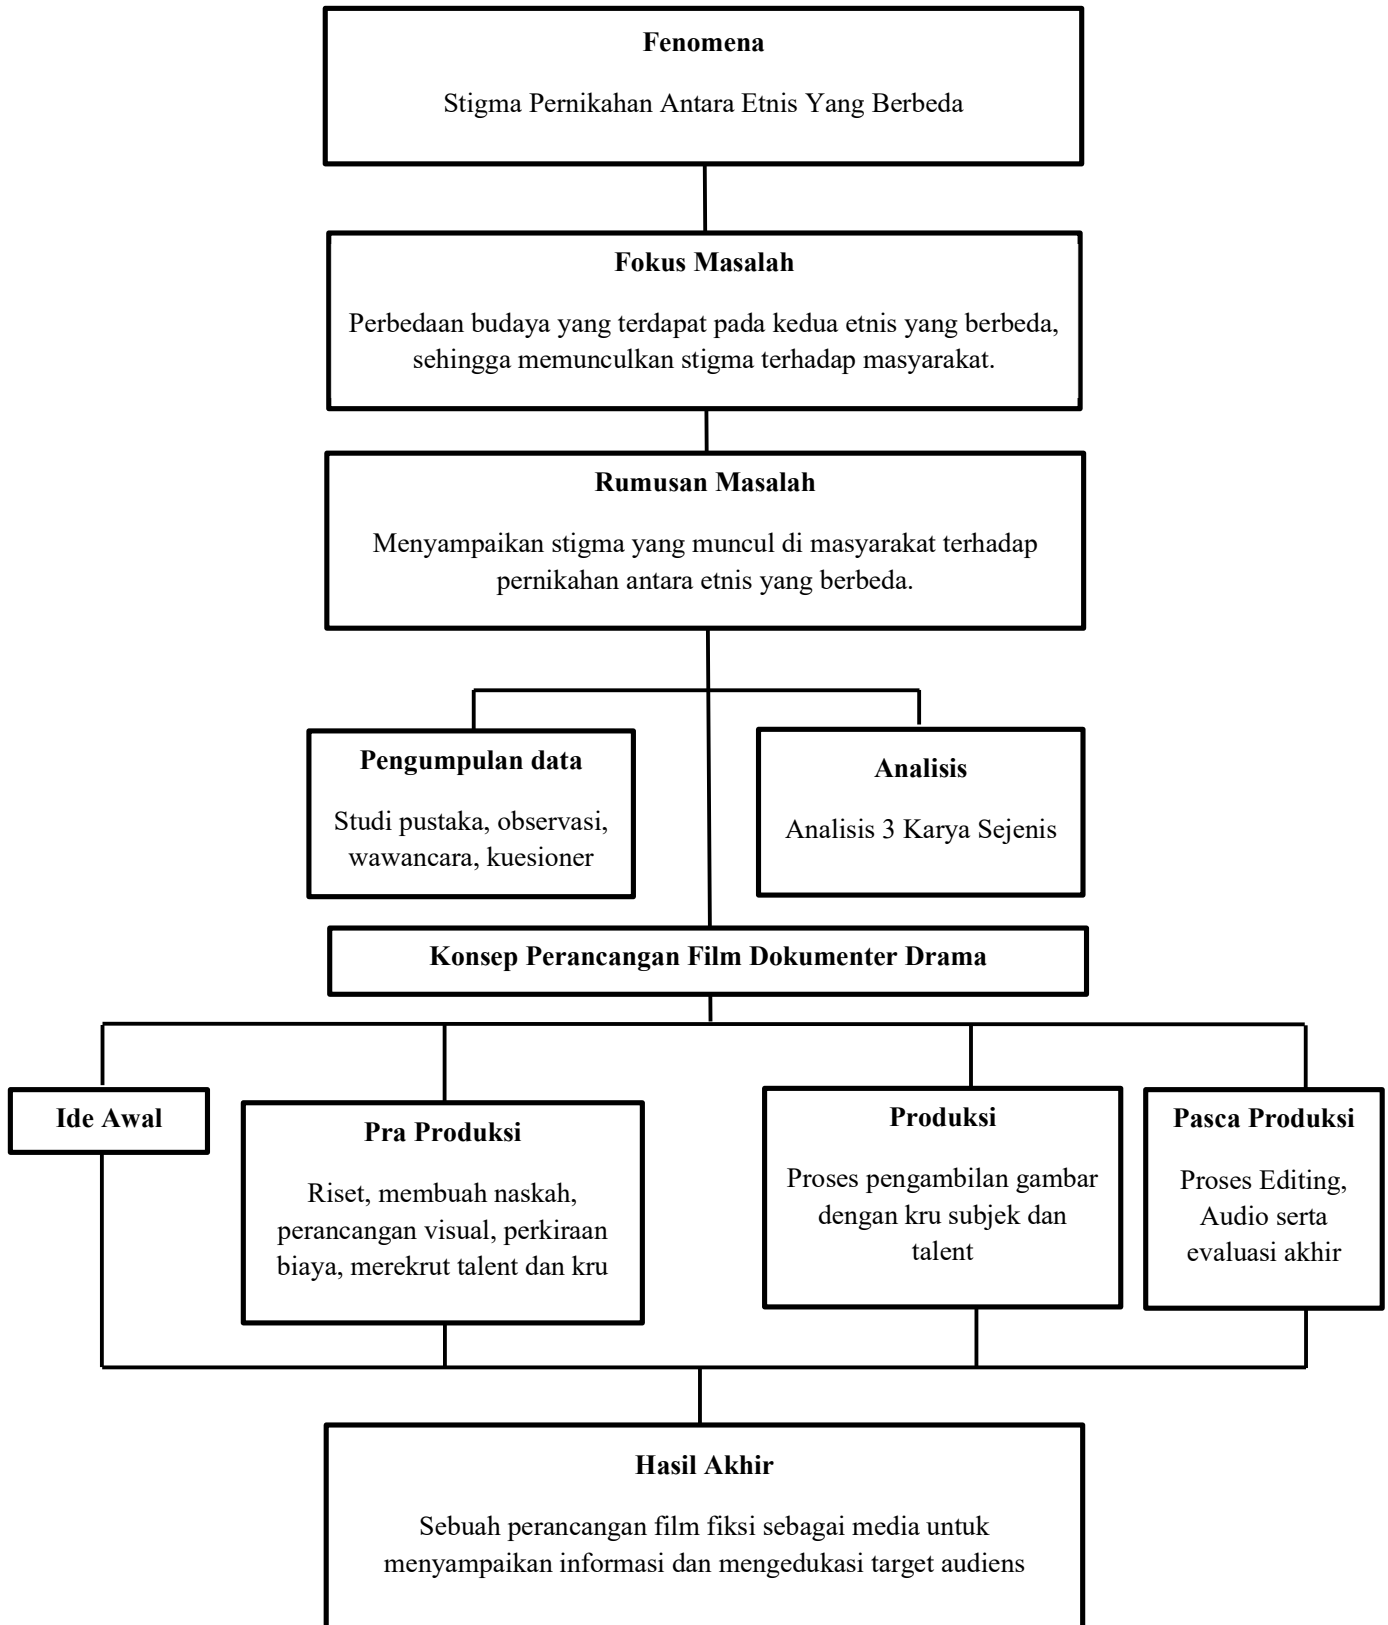 Fenomena
Stigma Pernikahan Antara Etnis Yang Berbeda
Fokus Masalah
Perbedaan budaya yang terdapat pada kedua etnis yang berbeda,
sehingga memunculkan stigma terhadap masyarakat.
Rumusan Masalah
Menyampaikan stigma yang muncul di masyarakat terhadap
pernikahan antara etnis yang berbeda.
Pengumpulan data
Studi pustaka, observasi,
wawancara, kuesioner
Analisis
Analisis 3 Karya Sejenis
Konsep Perancangan Film Dokumenter Drama
Ide Awal
Pra Produksi
Riset, membuah naskah,
perancangan visual, perkiraan
biaya, merekrut talent dan kru
Produksi
Proses pengambilan gambar
dengan kru subjek dan
talent
Pasca Produksi
Proses Editing,
Audio serta
evaluasi akhir
Hasil Akhir
Sebuah perancangan film fiksi sebagai media untuk
menyampaikan informasi dan mengedukasi target audiens